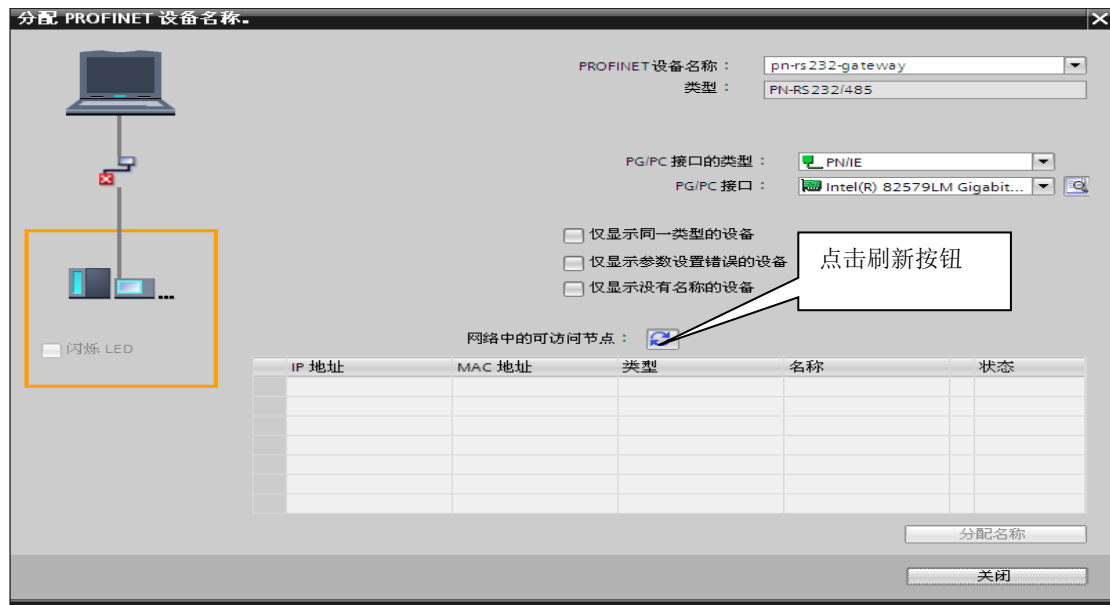 分配 PROFINET 设备名称.
PROFINET设备名称： pn-rs232-gateway
类型： PN-RS232/485
PG/PC 接口的类型： PN/IE
PG/PC 接口： Intel(R) 82579LM Gigabit...
仅显示同一类型的设备
仅显示参数设置错误的设备
仅显示没有名称的设备
点击刷新按钮
网络中的可访问节点：
闪烁 LED
IP 地址 MAC 地址 类型 名称 状态
分配名称
关闭